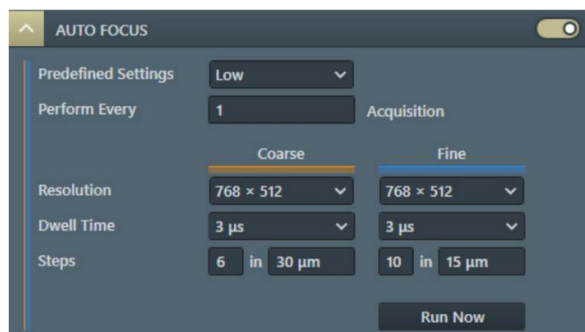 AUTO FOCUS
Predefined Settings Low
Perform Every 1 Acquisition
Coarse Fine
Resolution 768 × 512 768 × 512
Dwell Time 3 μs 3 μs
Steps 6 in 30 μm 10 in 15 μm
Run Now